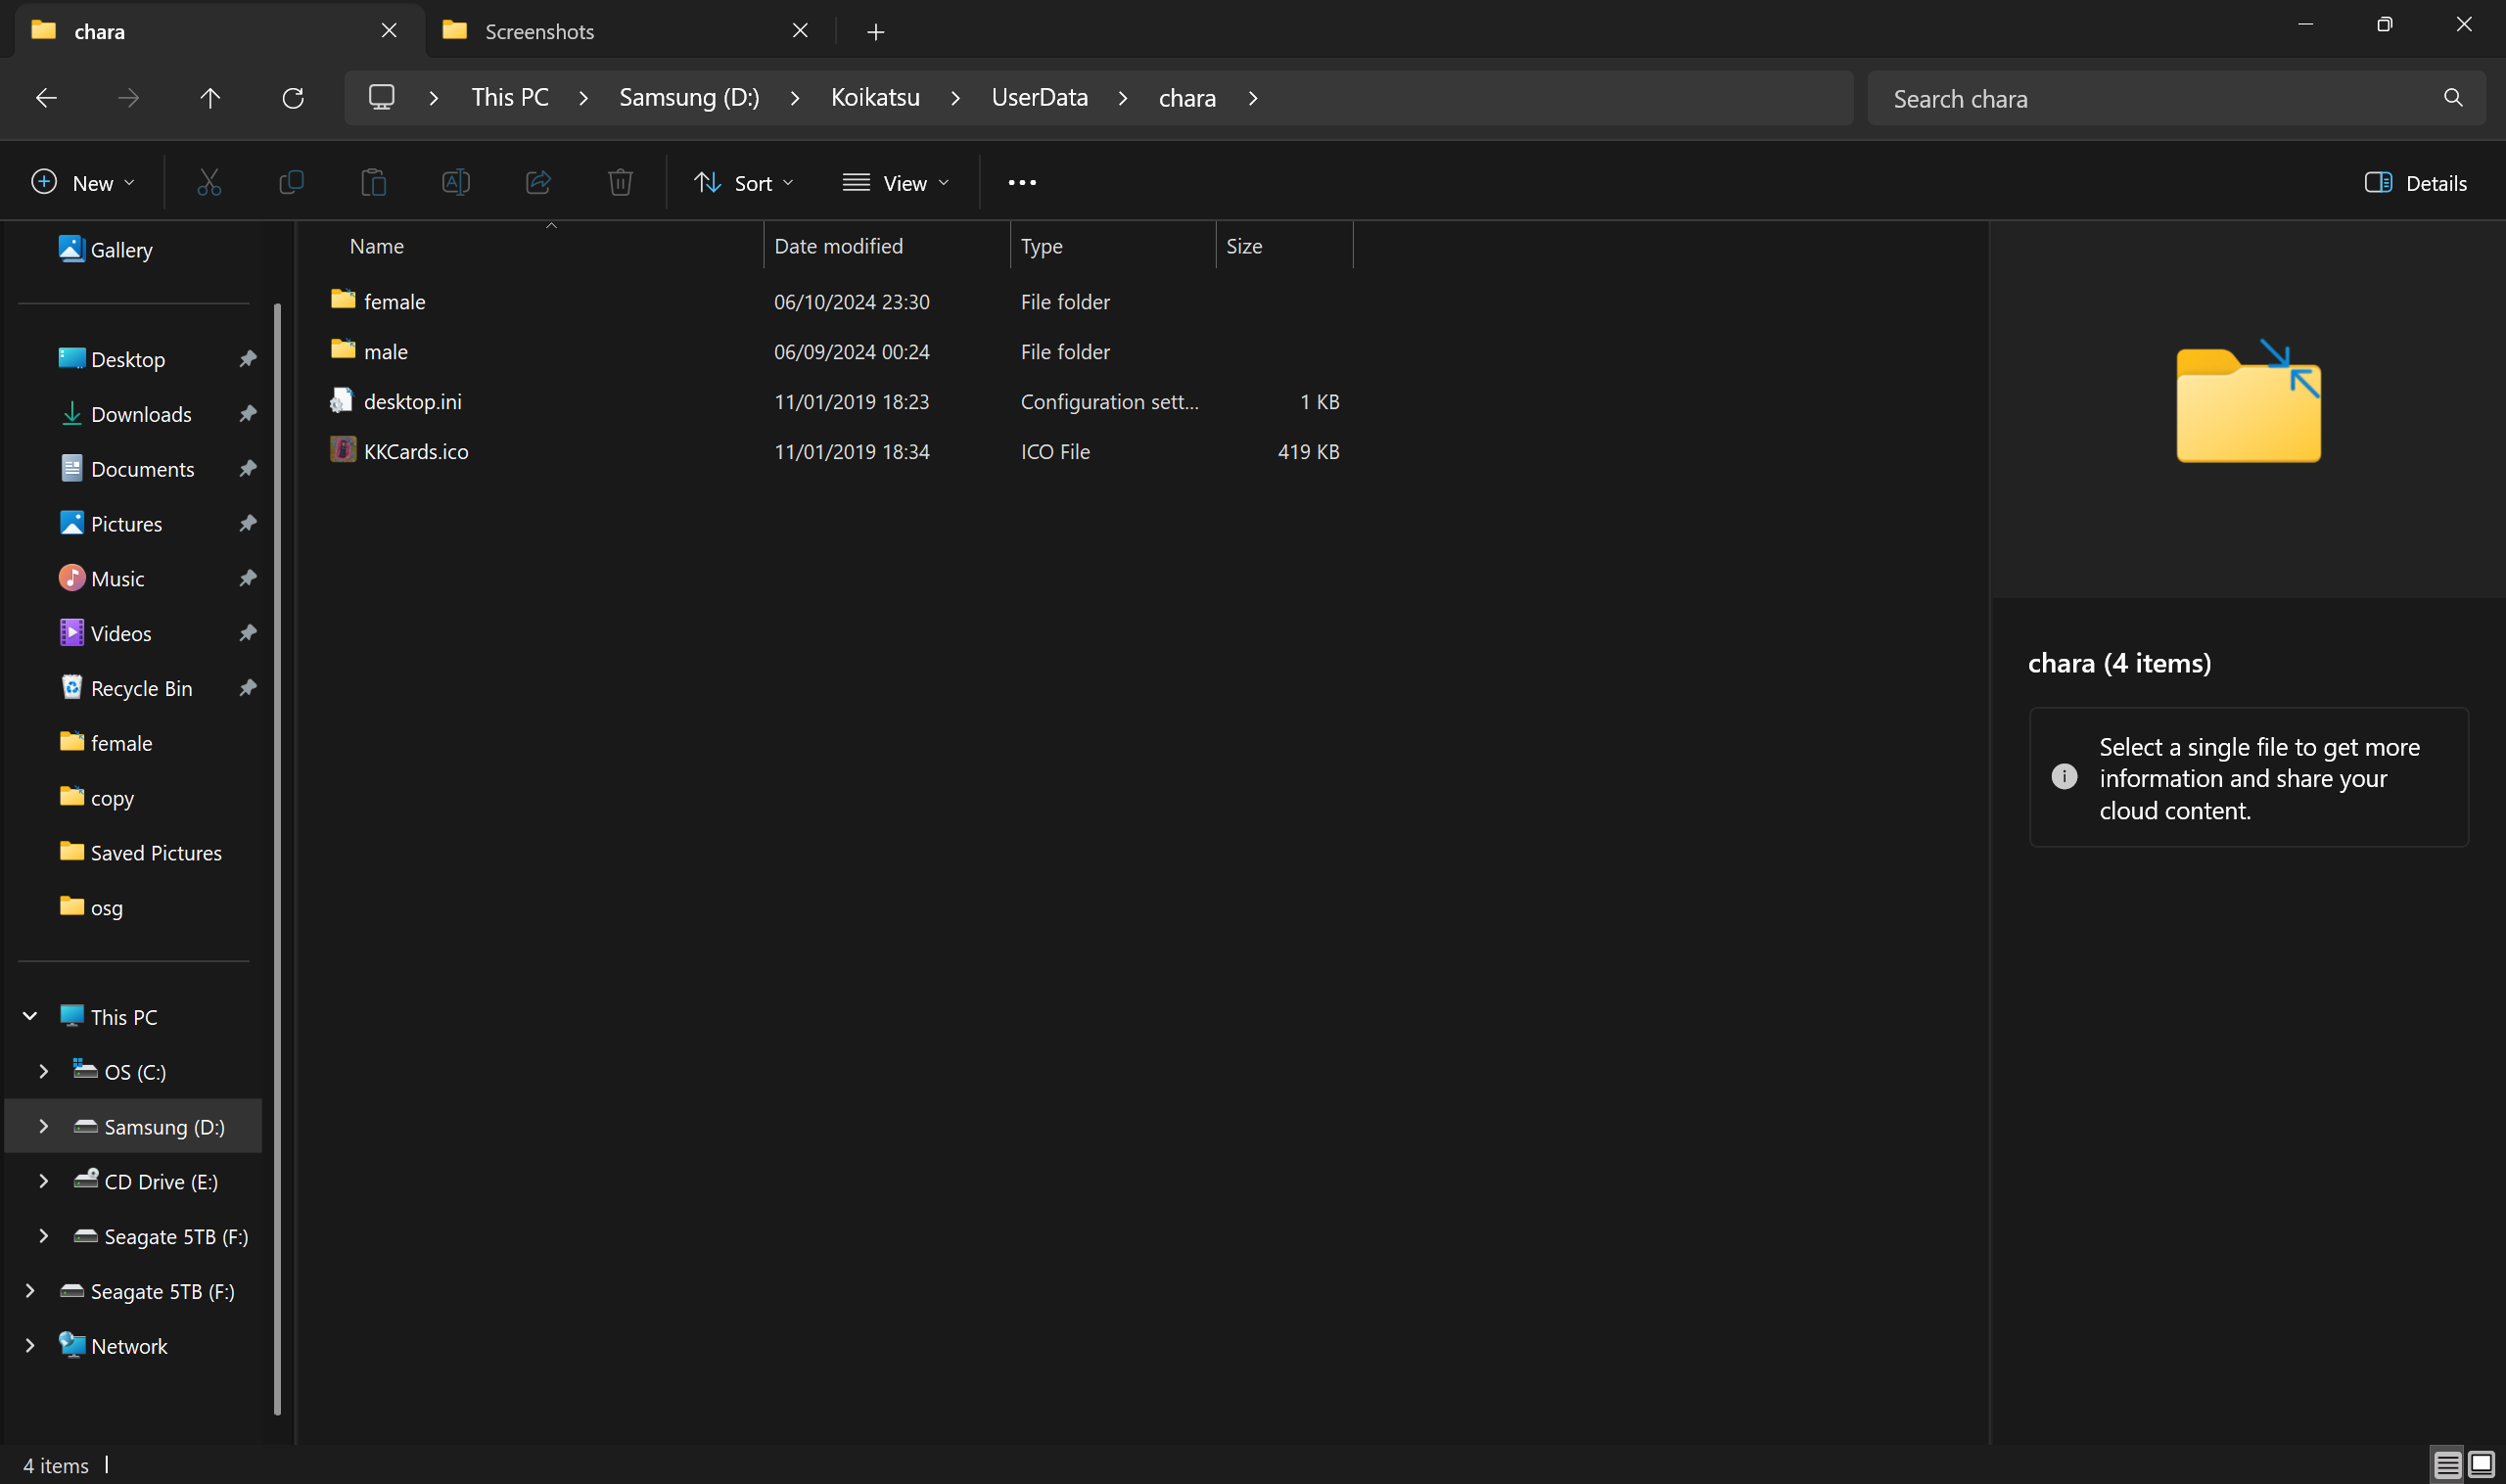 chara
Screenshots
This PC
Samsung (D:)
Koikatsu
UserData
chara
Search chara
New
Sort
View
Details
Gallery
Desktop
Downloads
Documents
Pictures
Music
Videos
Recycle Bin
female
copy
Saved Pictures
osg
This PC
OS (C:)
Samsung (D:)
CD Drive (E:)
Seagate 5TB (F:)
Seagate 5TB (F:)
Network
Name Date modified Type Size
female 06/10/2024 23:30 File folder
male 06/09/2024 00:24 File folder
desktop.ini 11/01/2019 18:23 Configuration sett... 1 KB
KKCards.ico 11/01/2019 18:34 ICO File 419 KB
chara (4 items)
Select a single file to get more
information and share your
cloud content.
4 items